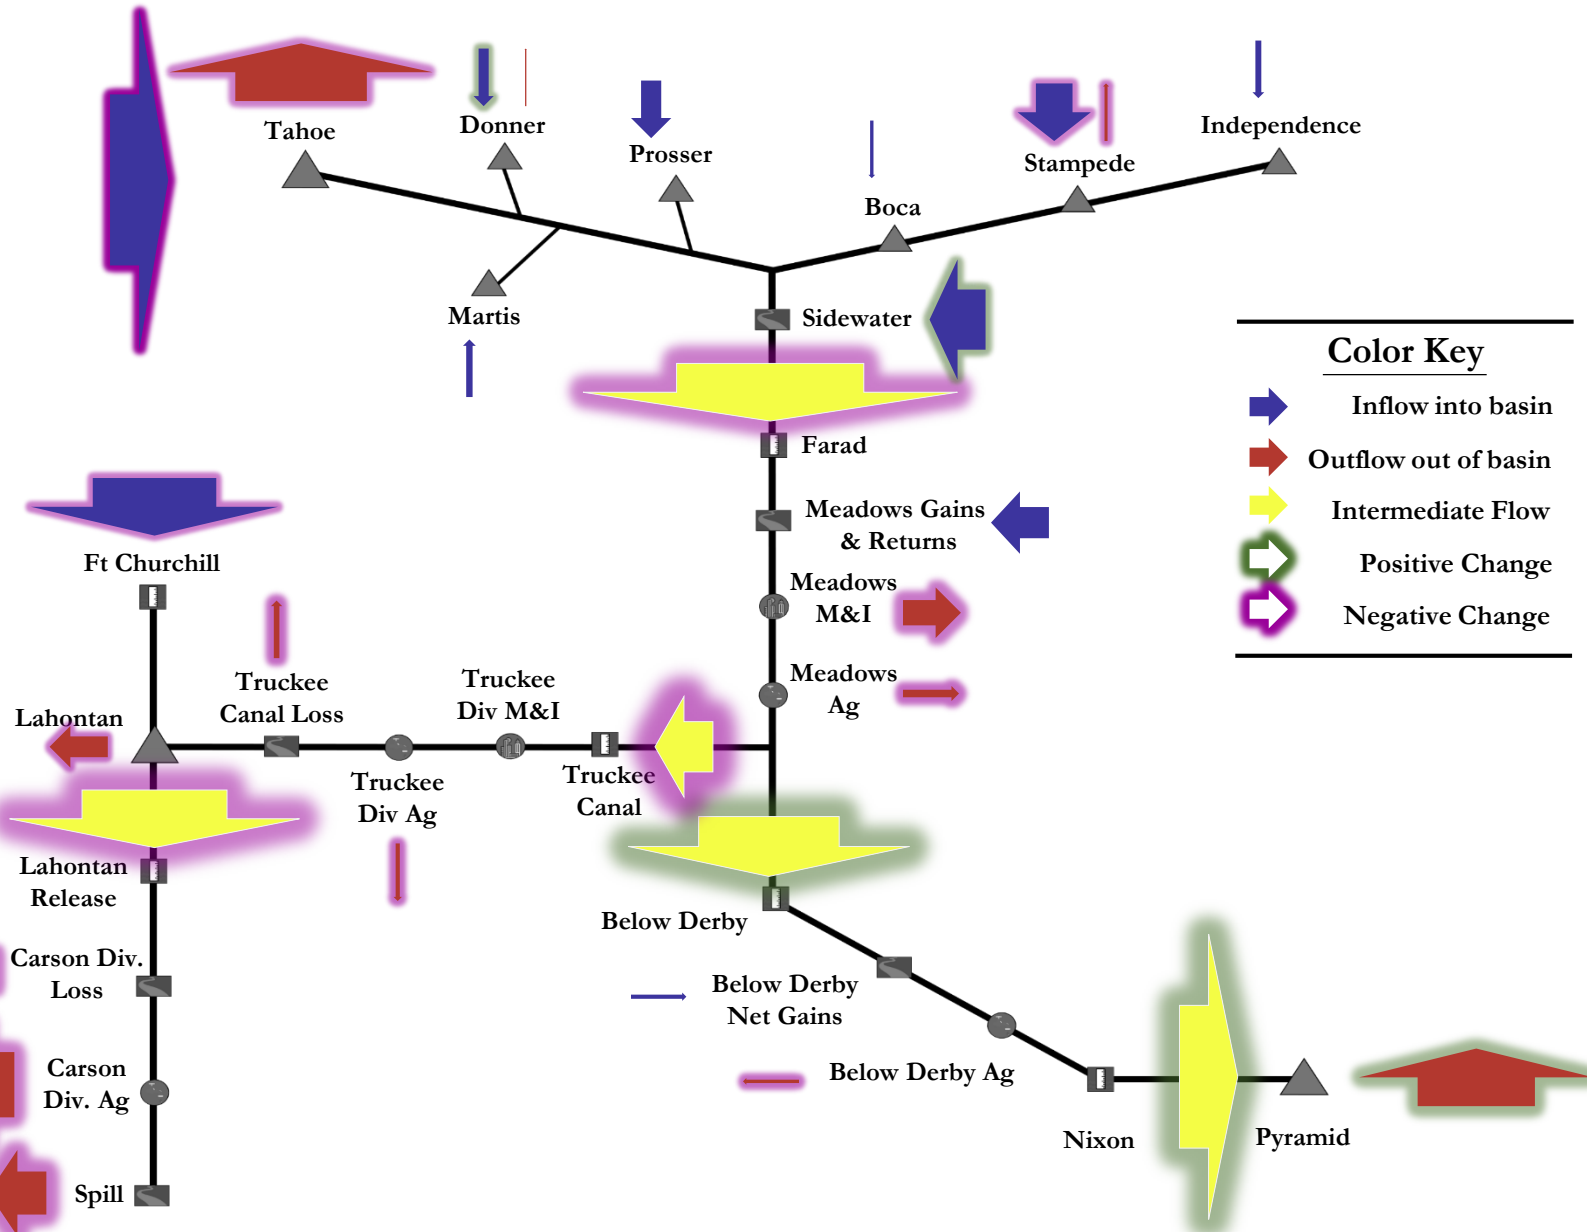 Tahoe
Donner
Prosser
Boca
Stampede
Independence
Martis
Sidewater
Farad
Meadows Gains
& Returns
Meadows
M&I
Meadows
Ag
Color Key
Inflow into basin
Outflow out of basin
Intermediate Flow
Positive Change
Negative Change
Ft Churchill
Truckee
Canal Loss
Truckee
Div M&I
Lahontan
Truckee
Div Ag
Truckee
Canal
Lahontan
Release
Below Derby
Carson Div.
Loss
Below Derby
Net Gains
Carson
Div. Ag
Below Derby Ag
Nixon
Pyramid
Spill